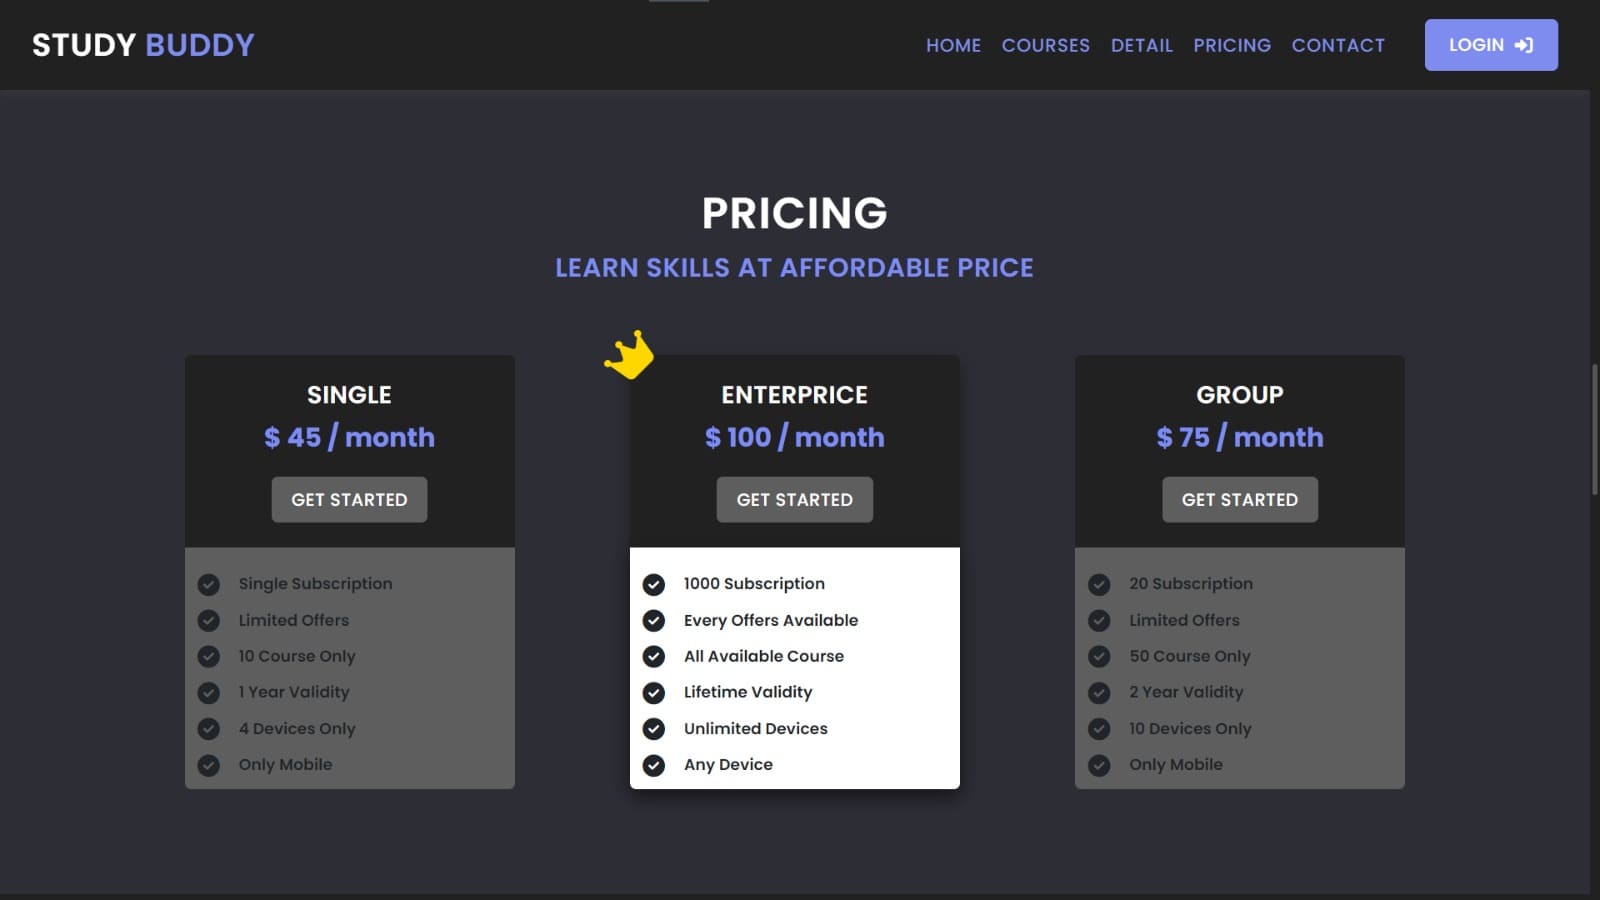 STUDY BUDDY
HOME COURSES DETAIL PRICING CONTACT
LOGIN
PRICING
LEARN SKILLS AT AFFORDABLE PRICE
SINGLE
$ 45 / month
GET STARTED
Single Subscription
Limited Offers
10 Course Only
1 Year Validity
4 Devices Only
Only Mobile
ENTERPRICE
$ 100 / month
GET STARTED
1000 Subscription
Every Offers Available
All Available Course
Lifetime Validity
Unlimited Devices
Any Device
GROUP
$ 75 / month
GET STARTED
20 Subscription
Limited Offers
50 Course Only
2 Year Validity
10 Devices Only
Only Mobile